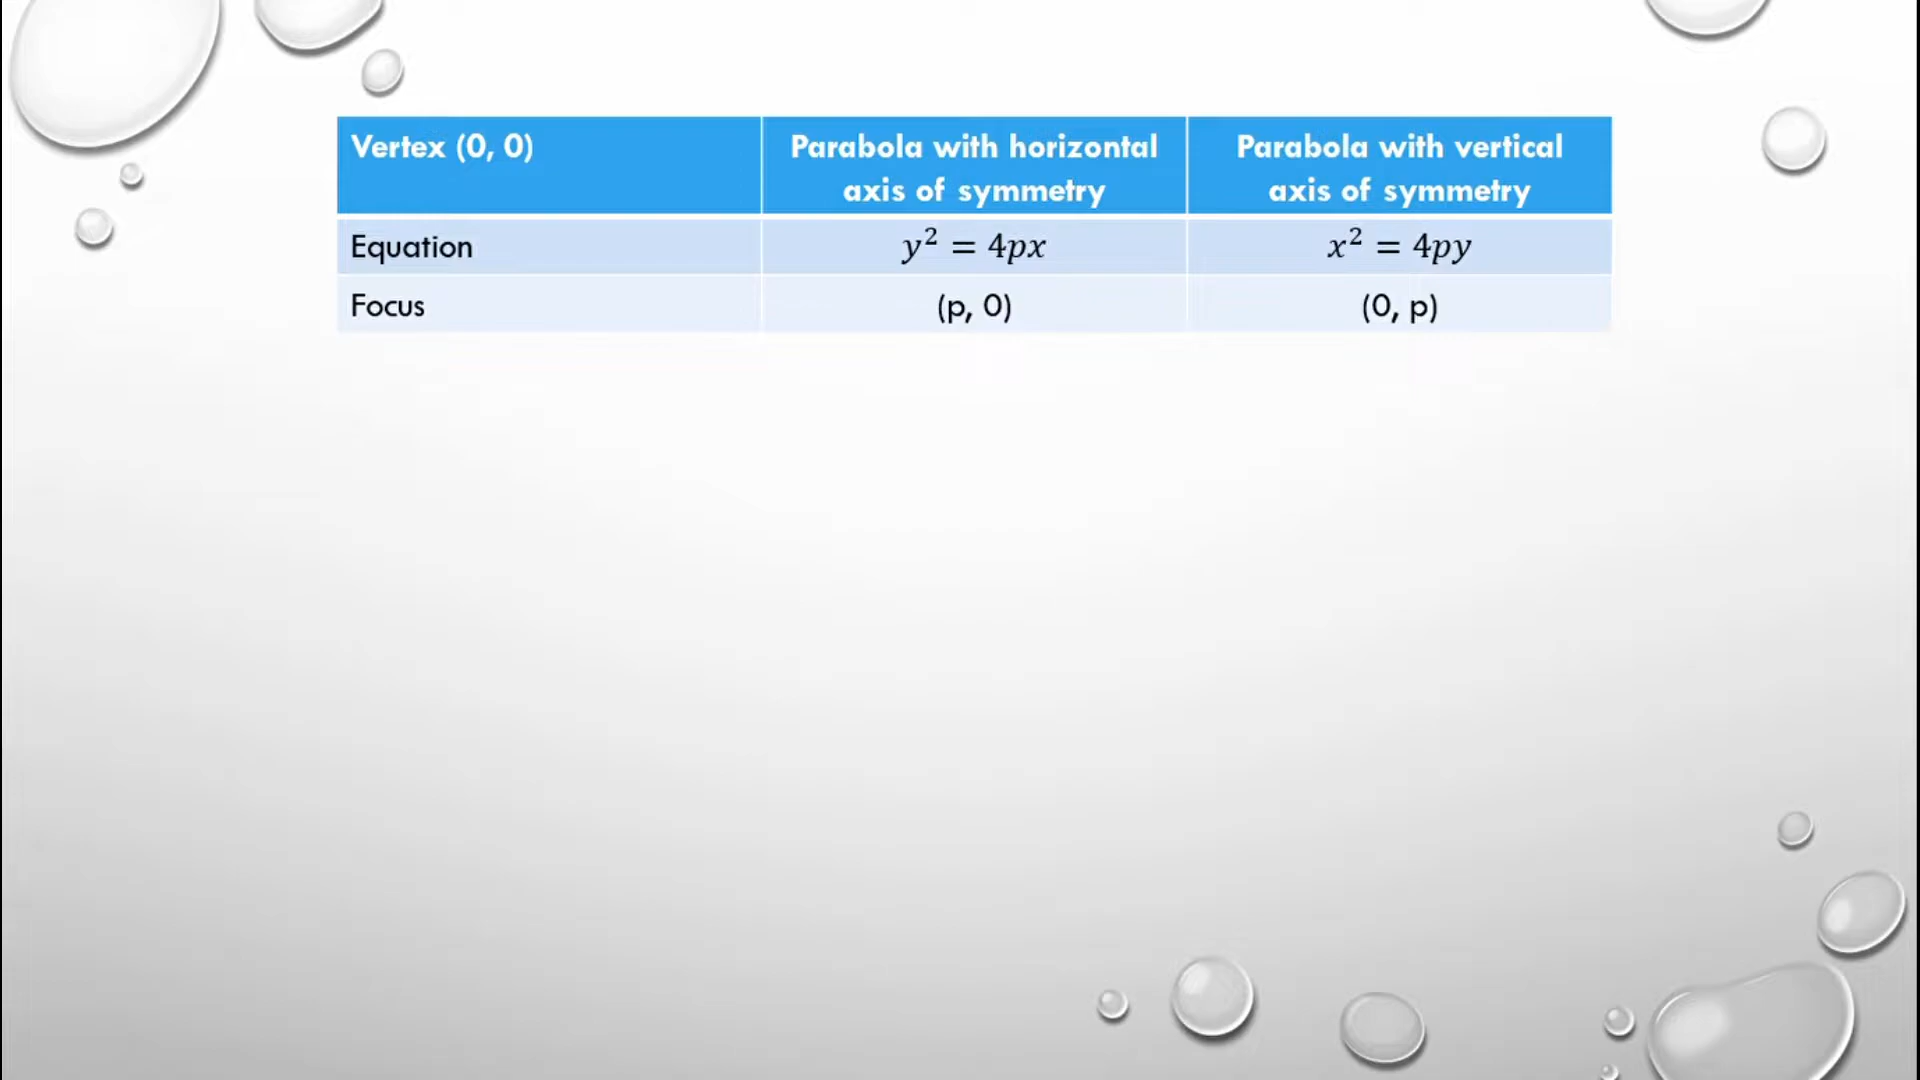 Vertex (0, 0)
Parabola with horizontal
axis of symmetry
Parabola with vertical
axis of symmetry
Equation
y² = 4px
x² = 4py
Focus
(p, 0)
(0, p)